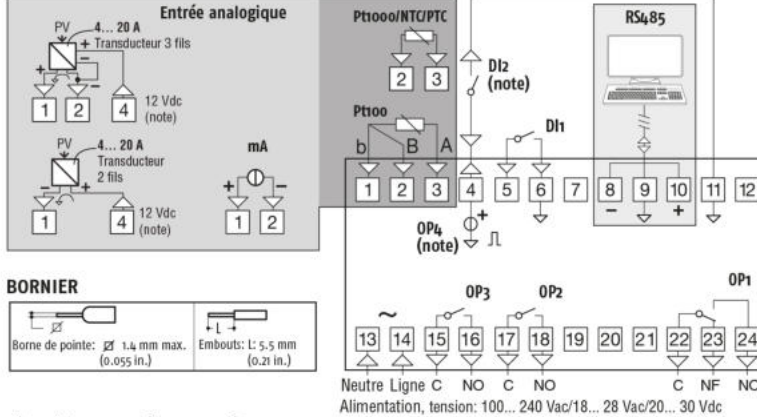 Entrée analogique
PV
4... 20 A
+ Transducteur 3 fils
+
−
−
1 2 4 12 Vdc
(note)
PV
4... 20 A
Transducteur
2 fils
−
+
1 4 12 Vdc
(note)
mA
+ −
1 2
Pt1000/NTC/PTC
2 3
Pt100
b B A
DI2
(note)
DI1
RS485
1 2 3 4 5 6 7 8 9 10 11 12
− +
OP4
(note)
+
BORNIER
L
Borne de pointe: ⌀ 1.4 mm max.
(0.055 in.)
Embouts: L: 5.5 mm
(0.21 in.)
~
OP3
OP2
OP1
13 14 15 16 17 18 19 20 21 22 23 24
Neutre Ligne C NO C NO C NF NO
Alimentation, tension: 100... 240 Vac/18... 28 Vac/20... 30 Vdc